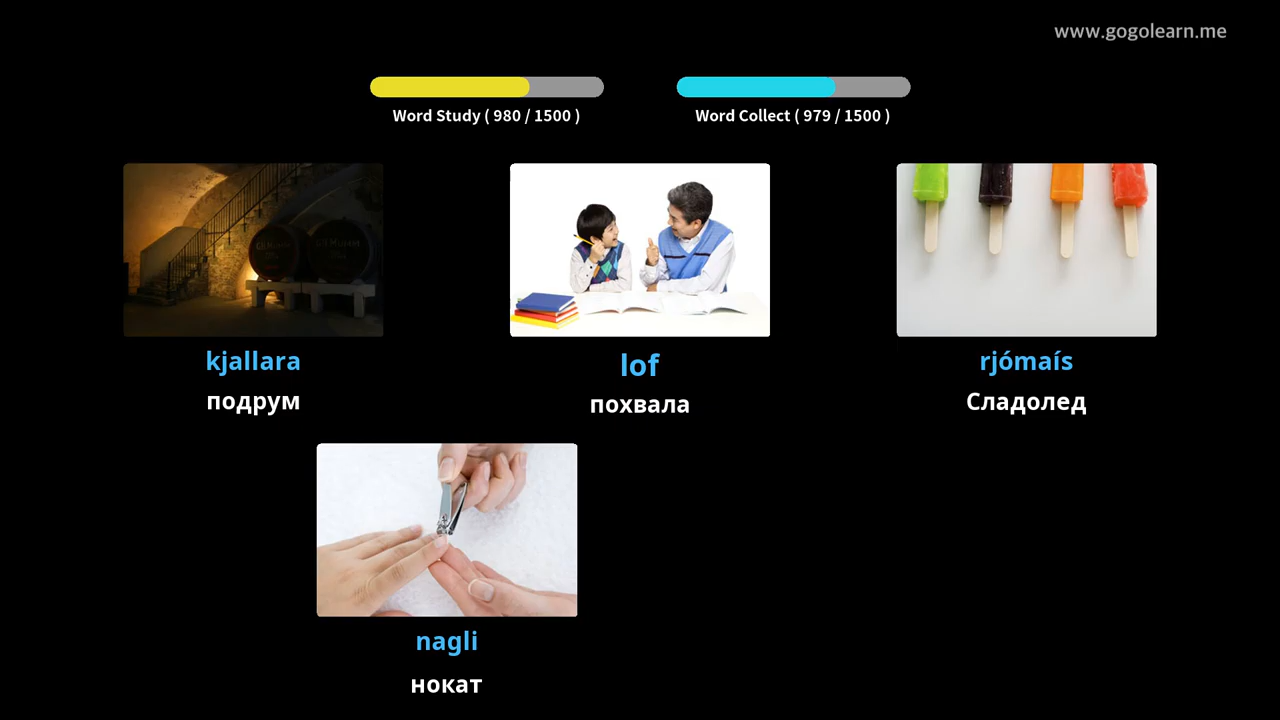 www.gogolearn.me
Word Study ( 980 / 1500 )
Word Collect ( 979 / 1500 )
kjallara
подрум
lof
похвала
rjómaís
Сладолед
nagli
нокат